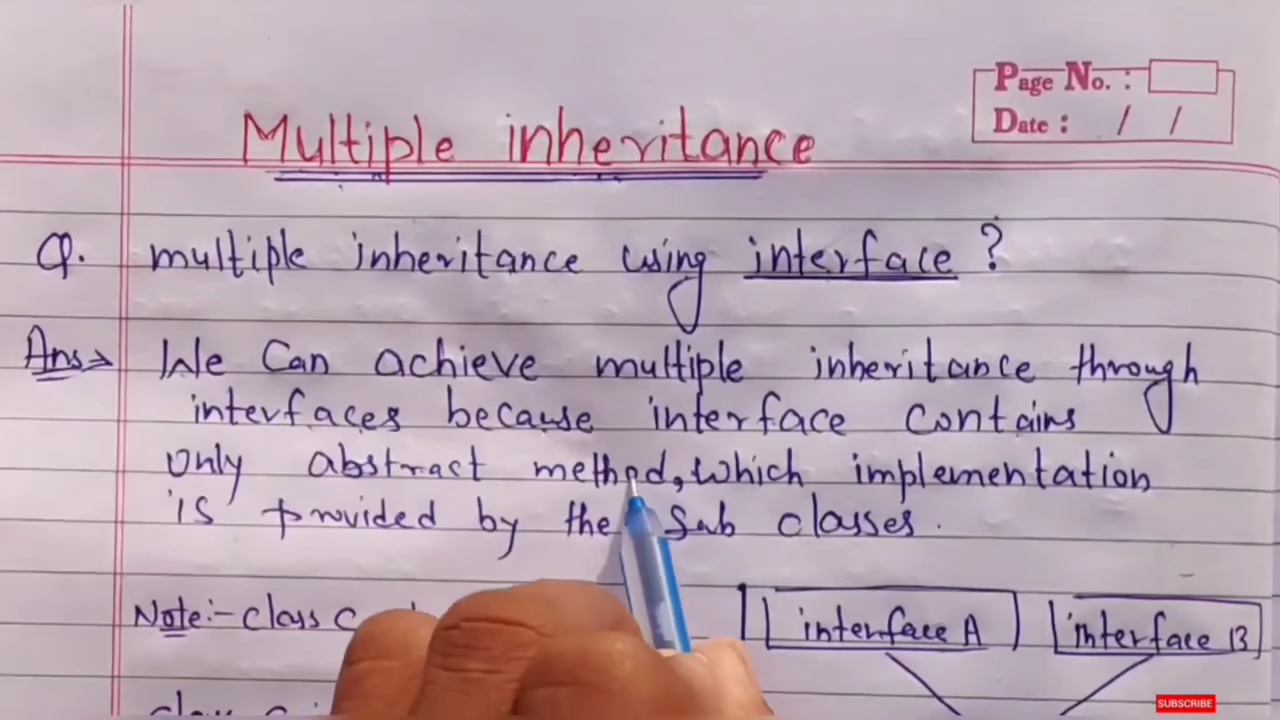 Page No. :
Date : / /
Multiple inheritance
Q. multiple inheritance using interface ?
Ans→ We Can achieve multiple inheritance through
interfaces because interface contains
only abstract method, which implementation
is provided by the Sub classes.
Note:- class C
interface A
interface B
class
SUBSCRIBE